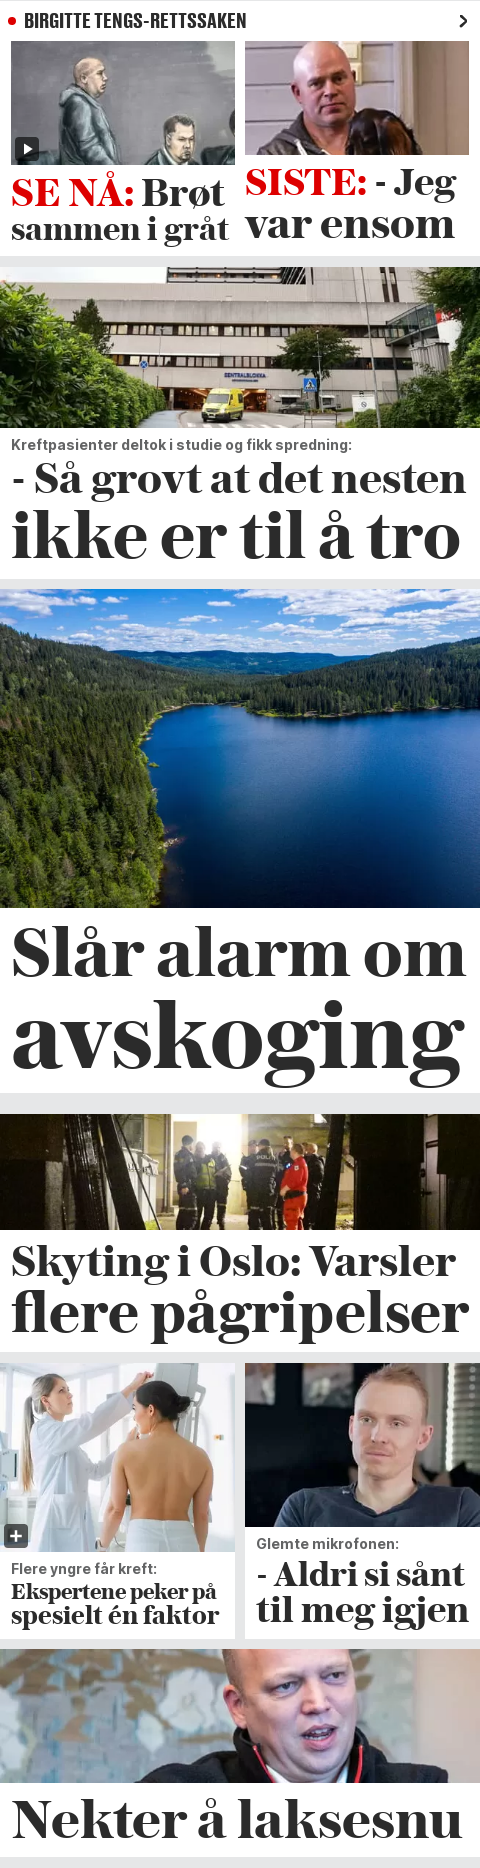 BIRGITTE TENGS-RETTSSAKEN
SE NÅ: Brøt
sammen i gråt
SISTE: - Jeg
var ensom
SENTRALBLOKKA
Kreftpasienter deltok i studie og fikk spredning:
- Så grovt at det nesten
ikke er til å tro
Slår alarm om
avskoging
POLITI
Skyting i Oslo: Varsler
flere pågripelser
Flere yngre får kreft:
Ekspertene peker på
spesielt én faktor
Glemte mikrofonen:
- Aldri si sånt
til meg igjen
Nekter å laksesnu